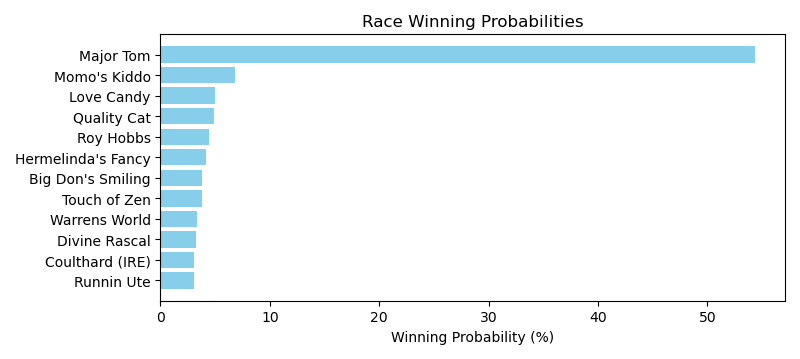 Race Winning Probabilities
Major Tom
Momo's Kiddo
Love Candy
Quality Cat
Roy Hobbs
Hermelinda's Fancy
Big Don's Smiling
Touch of Zen
Warrens World
Divine Rascal
Coulthard (IRE)
Runnin Ute
0 10 20 30 40 50
Winning Probability (%)